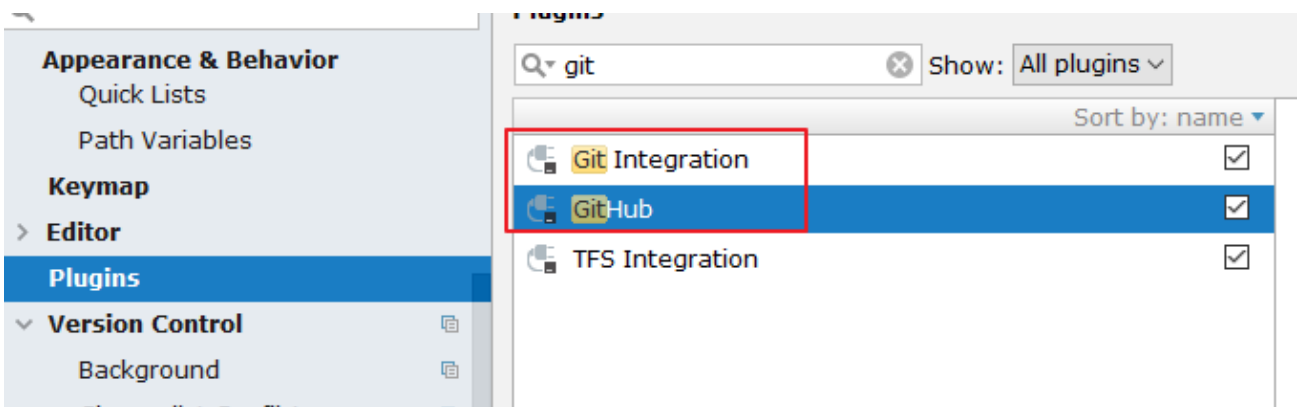 Plugins
Appearance & Behavior
Quick Lists
Path Variables
Keymap
Editor
Plugins
Version Control
Background
git
Show: All plugins
Sort by: name
Git Integration
GitHub
TFS Integration